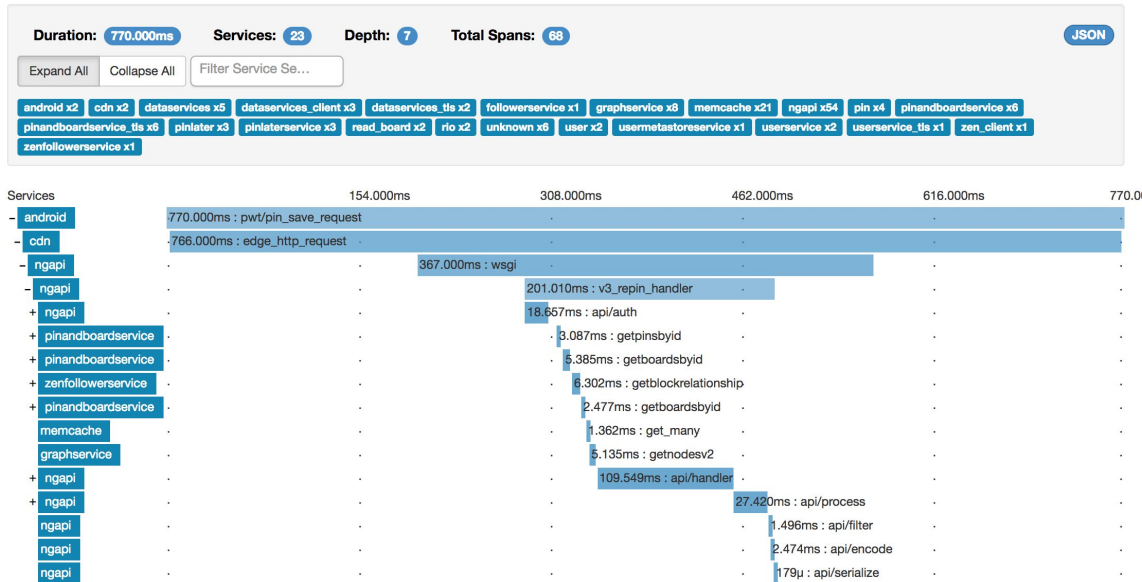 Duration: 770.000ms Services: 23 Depth: 7 Total Spans: 68 JSON
Expand All Collapse All Filter Service Se...
android x2 cdn x2 dataservices x5 dataservices_client x3 dataservices_tls x2 followerservice x1 graphservice x8 memcache x21 ngapi x54 pin x4 pinandboardservice x6
pinandboardservice_tls x6 pinlater x3 pinlaterservice x3 read_board x2 rio x2 unknown x6 user x2 usermetastoreservice x1 userservice x2 userservice_tls x1 zen_client x1
zenfollowerservice x1
Services 154.000ms 308.000ms 462.000ms 616.000ms 770.0
- android 770.000ms : pwt/pin_save_request
- cdn 766.000ms : edge_http_request
- ngapi 367.000ms : wsgi
- ngapi 201.010ms : v3_repin_handler
+ ngapi 18.657ms : api/auth
+ pinandboardservice 3.087ms : getpinsbyid
+ pinandboardservice 5.385ms : getboardsbyid
+ zenfollowerservice 6.302ms : getblockrelationship
+ pinandboardservice 2.477ms : getboardsbyid
memcache 1.362ms : get_many
graphservice 5.135ms : getnodesv2
+ ngapi 109.549ms : api/handler
+ ngapi 27.420ms : api/process
ngapi 1.496ms : api/filter
ngapi 2.474ms : api/encode
ngapi 179µ : api/serialize